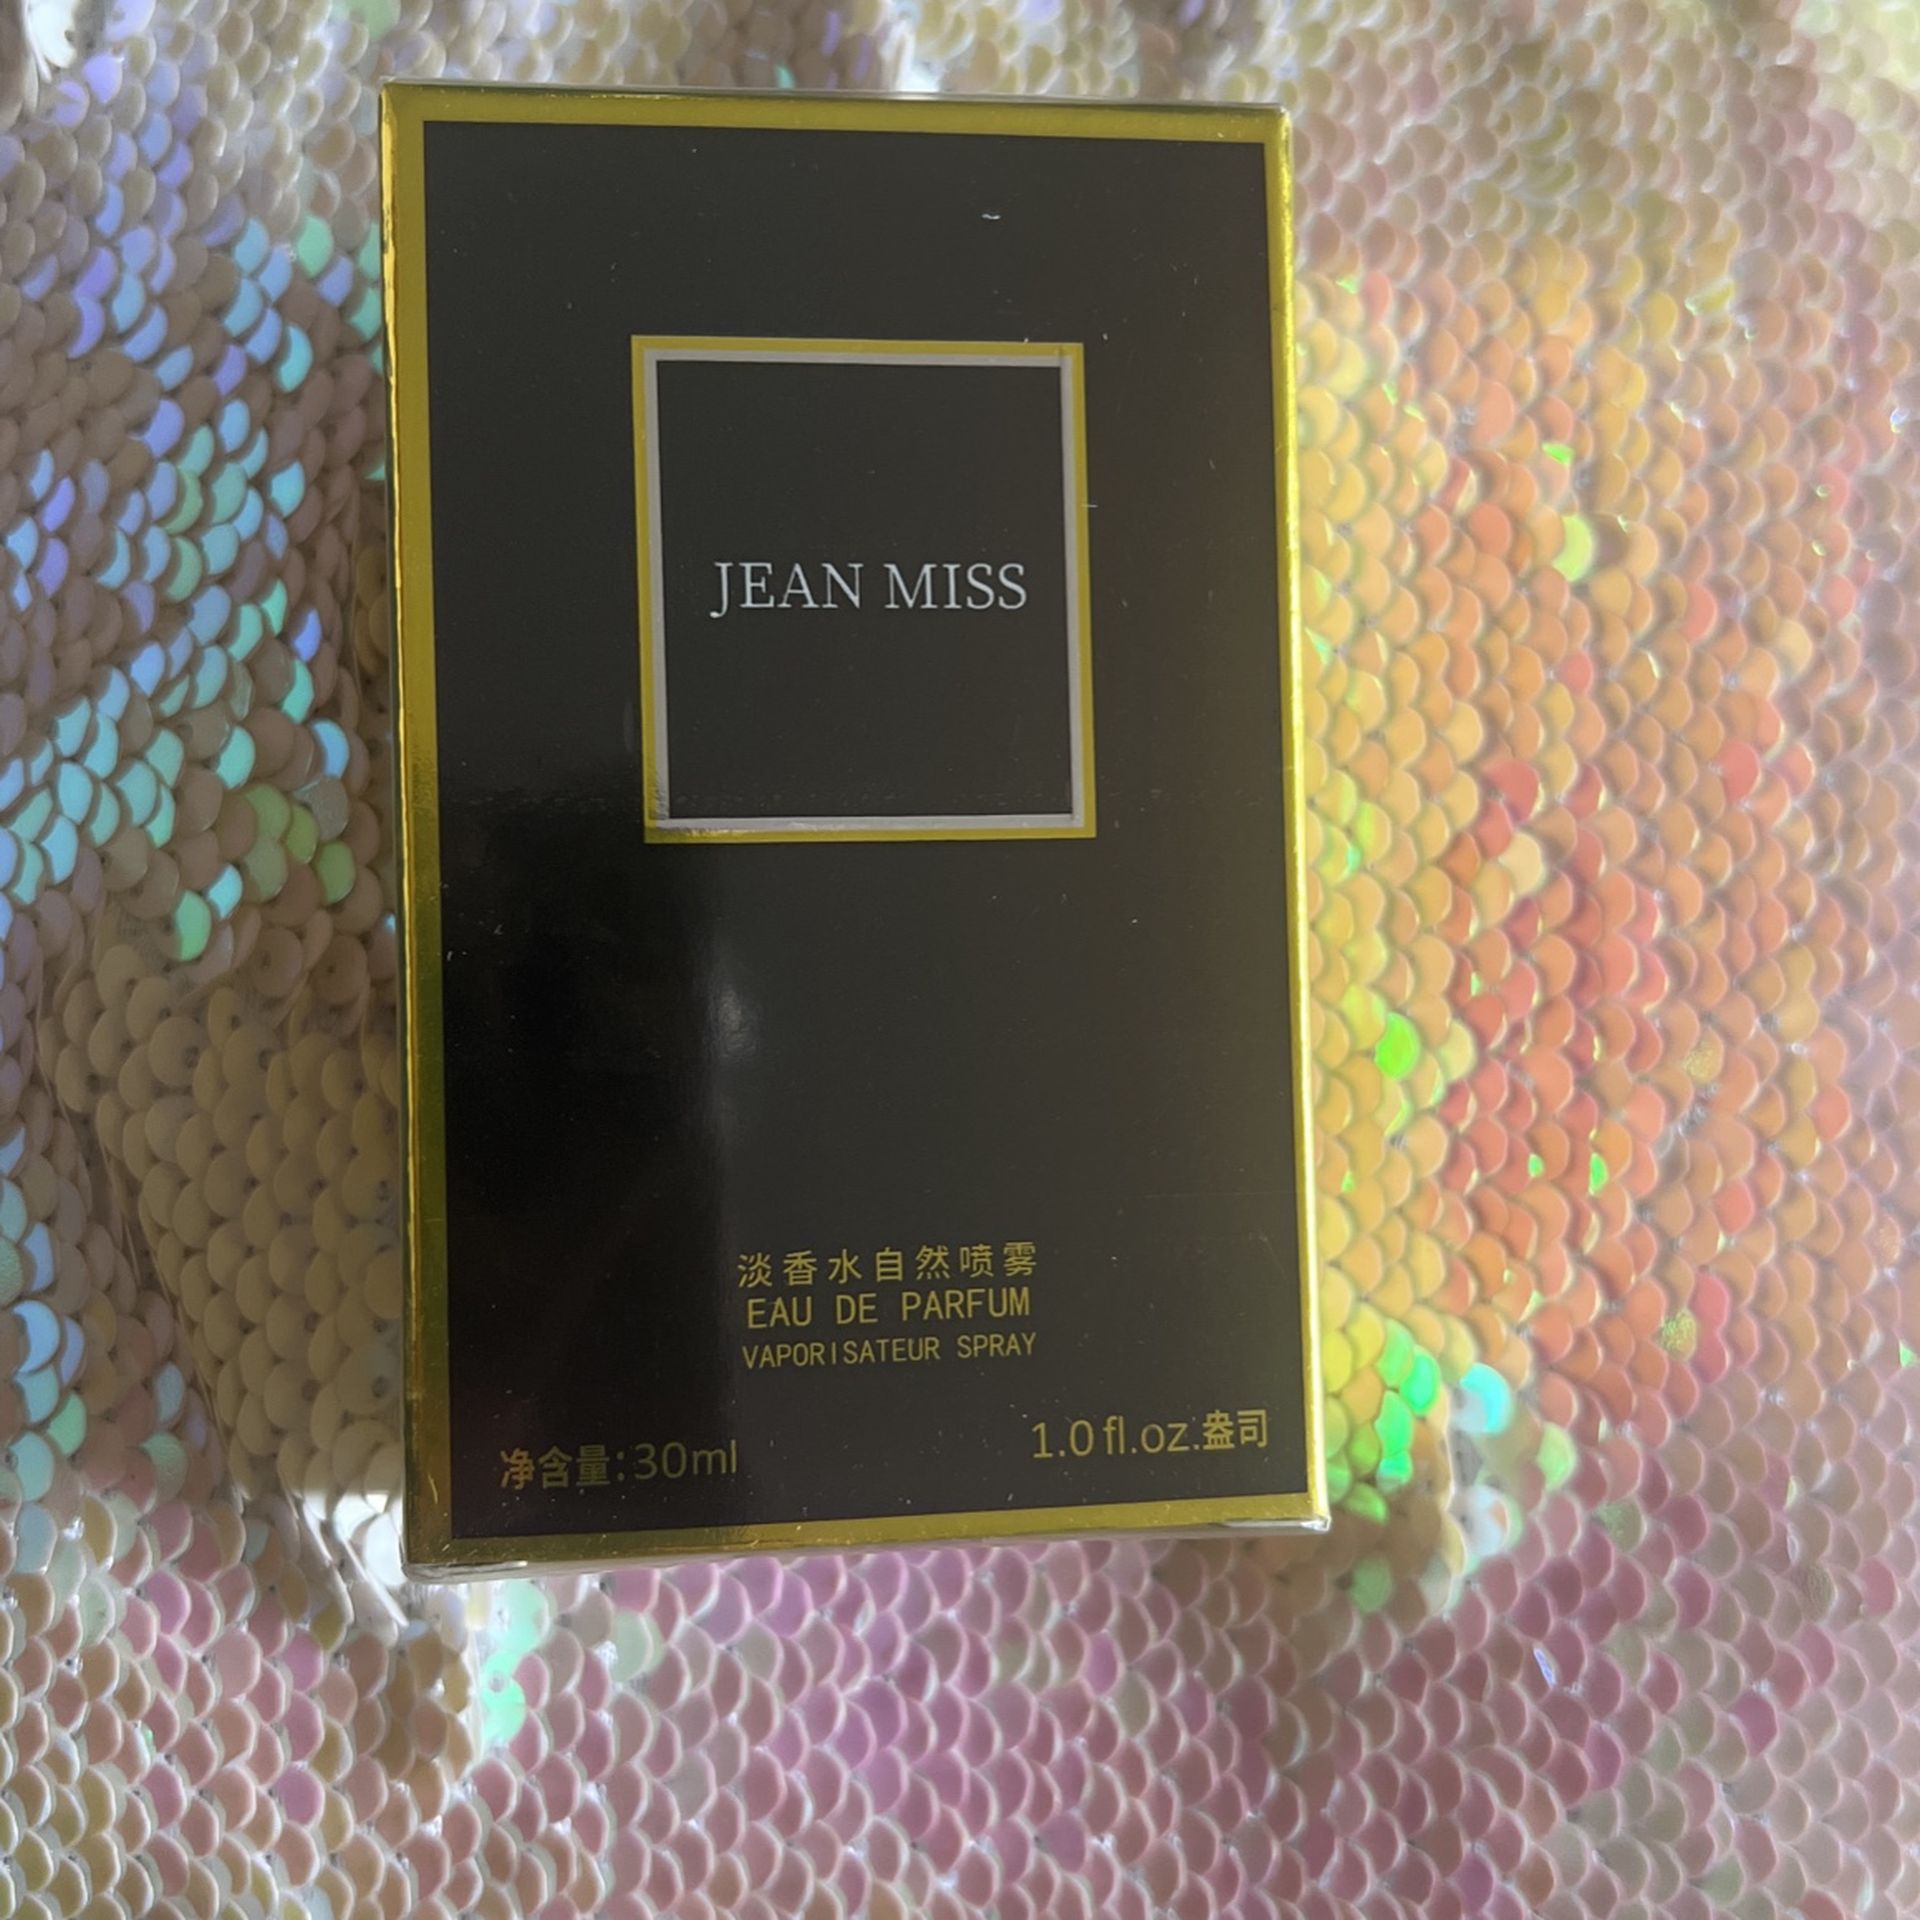 JEAN MISS
淡香水自然喷雾
EAU DE PARFUM
VAPORISATEUR SPRAY
净含量:30ml
1.0 fl.oz.盎司